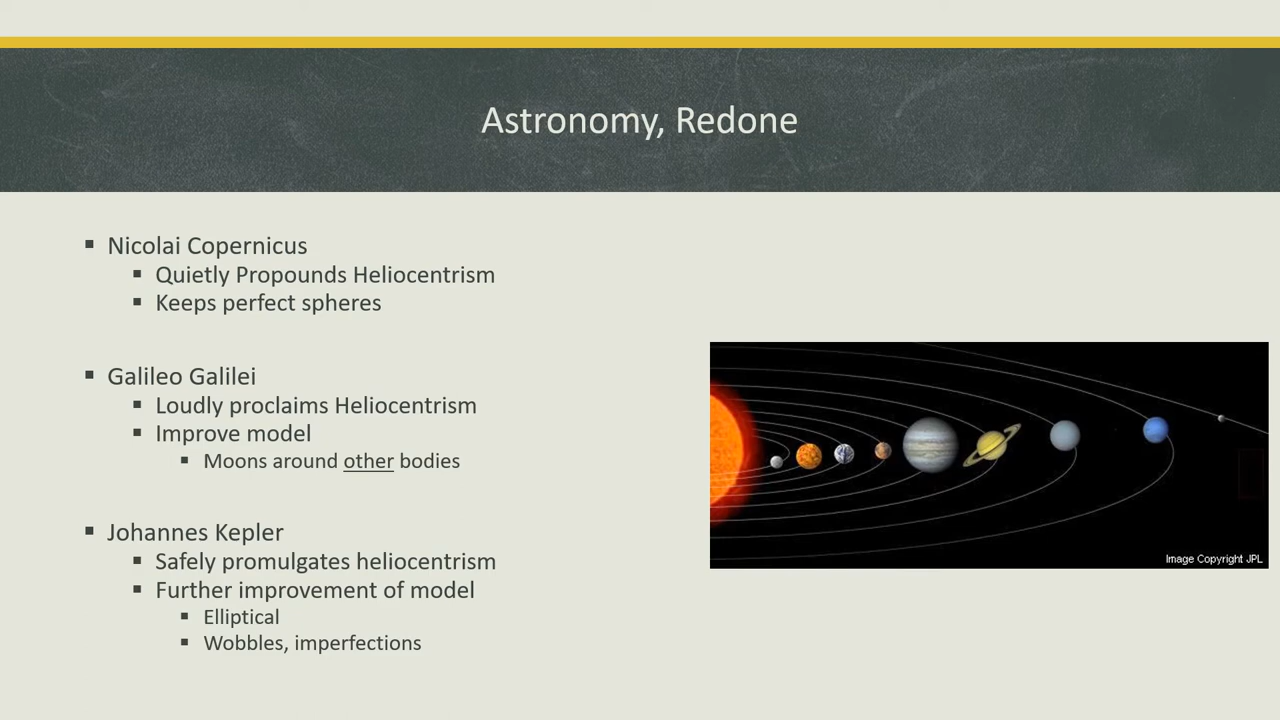 Astronomy, Redone
Nicolai Copernicus
Quietly Propounds Heliocentrism
Keeps perfect spheres
Galileo Galilei
Loudly proclaims Heliocentrism
Improve model
Moons around other bodies
Johannes Kepler
Safely promulgates heliocentrism
Further improvement of model
Elliptical
Wobbles, imperfections
Image Copyright JPL